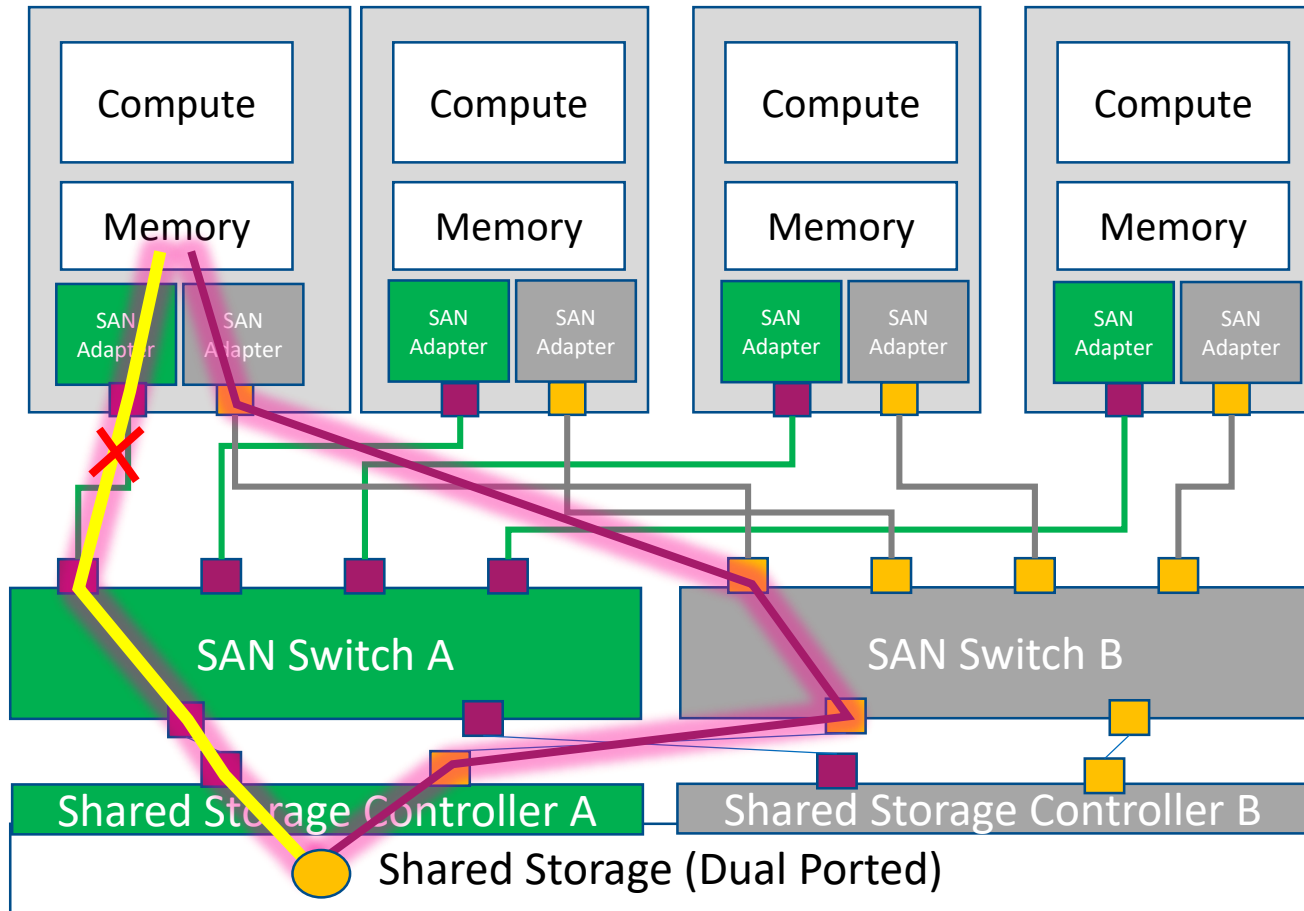 Compute
Compute
Compute
Compute
Memory
Memory
Memory
Memory
SAN
Adapter
SAN
Adapter
SAN
Adapter
SAN
Adapter
SAN
Adapter
SAN
Adapter
SAN
Adapter
SAN
Adapter
SAN Switch A
SAN Switch B
Shared Storage Controller A
Shared Storage Controller B
Shared Storage (Dual Ported)